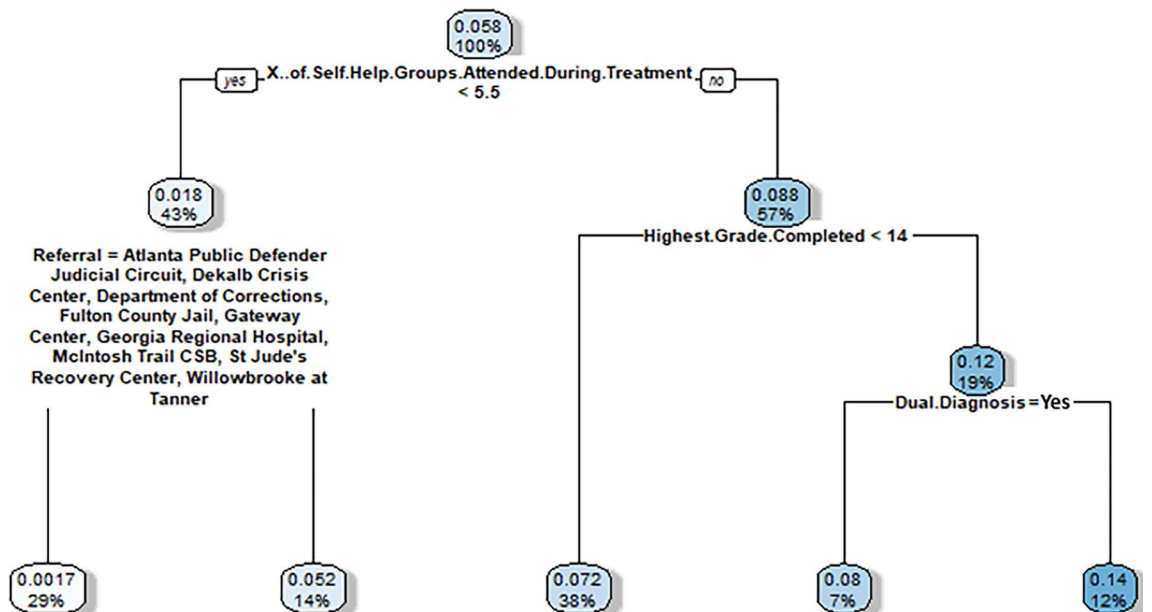 0.058
100%
yes
X..of.Self.Help.Groups.Attended.During.Treatment
< 5.5
no
0.018
43%
0.088
57%
Referral = Atlanta Public Defender
Judicial Circuit, Dekalb Crisis
Center, Department of Corrections,
Fulton County Jail, Gateway
Center, Georgia Regional Hospital,
McIntosh Trail CSB, St Jude's
Recovery Center, Willowbrooke at
Tanner
Highest.Grade.Completed < 14
0.12
19%
Dual.Diagnosis =Yes
0.0017
29%
0.052
14%
0.072
38%
0.08
7%
0.14
12%